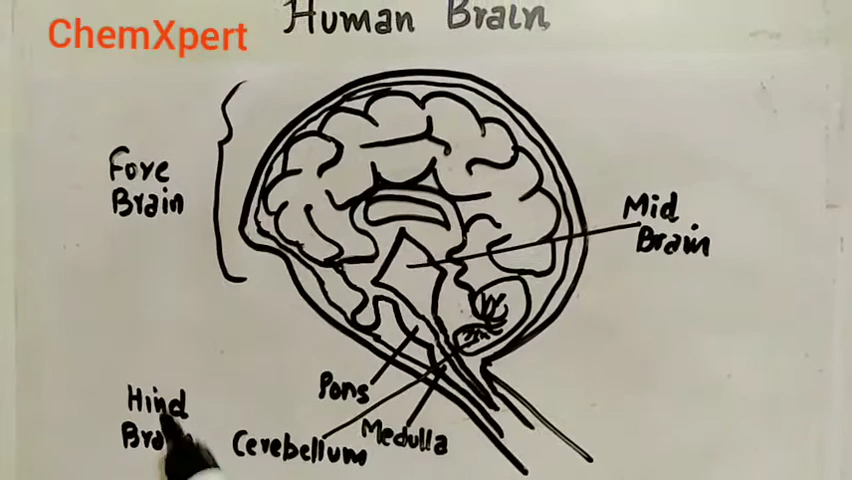 ChemXpert
Human Brain
Fore
Brain
Mid
Brain
Pons
Hind
Cerebellum
Medulla